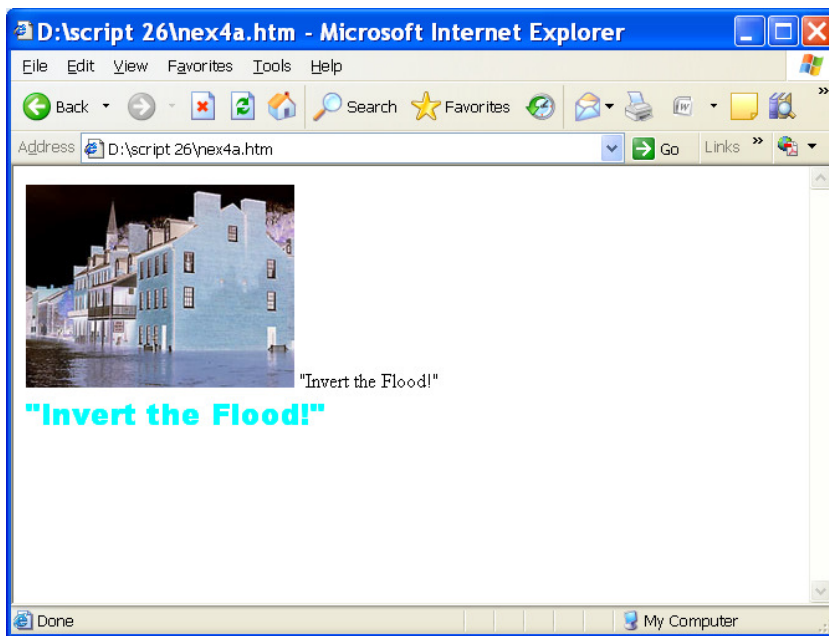 D:\script 26\nex4a.htm - Microsoft Internet Explorer
File Edit View Favorites Tools Help
Back Search Favorites W »
Address D:\script 26\nex4a.htm Go Links »
"Invert the Flood!"
"Invert the Flood!"
Done My Computer